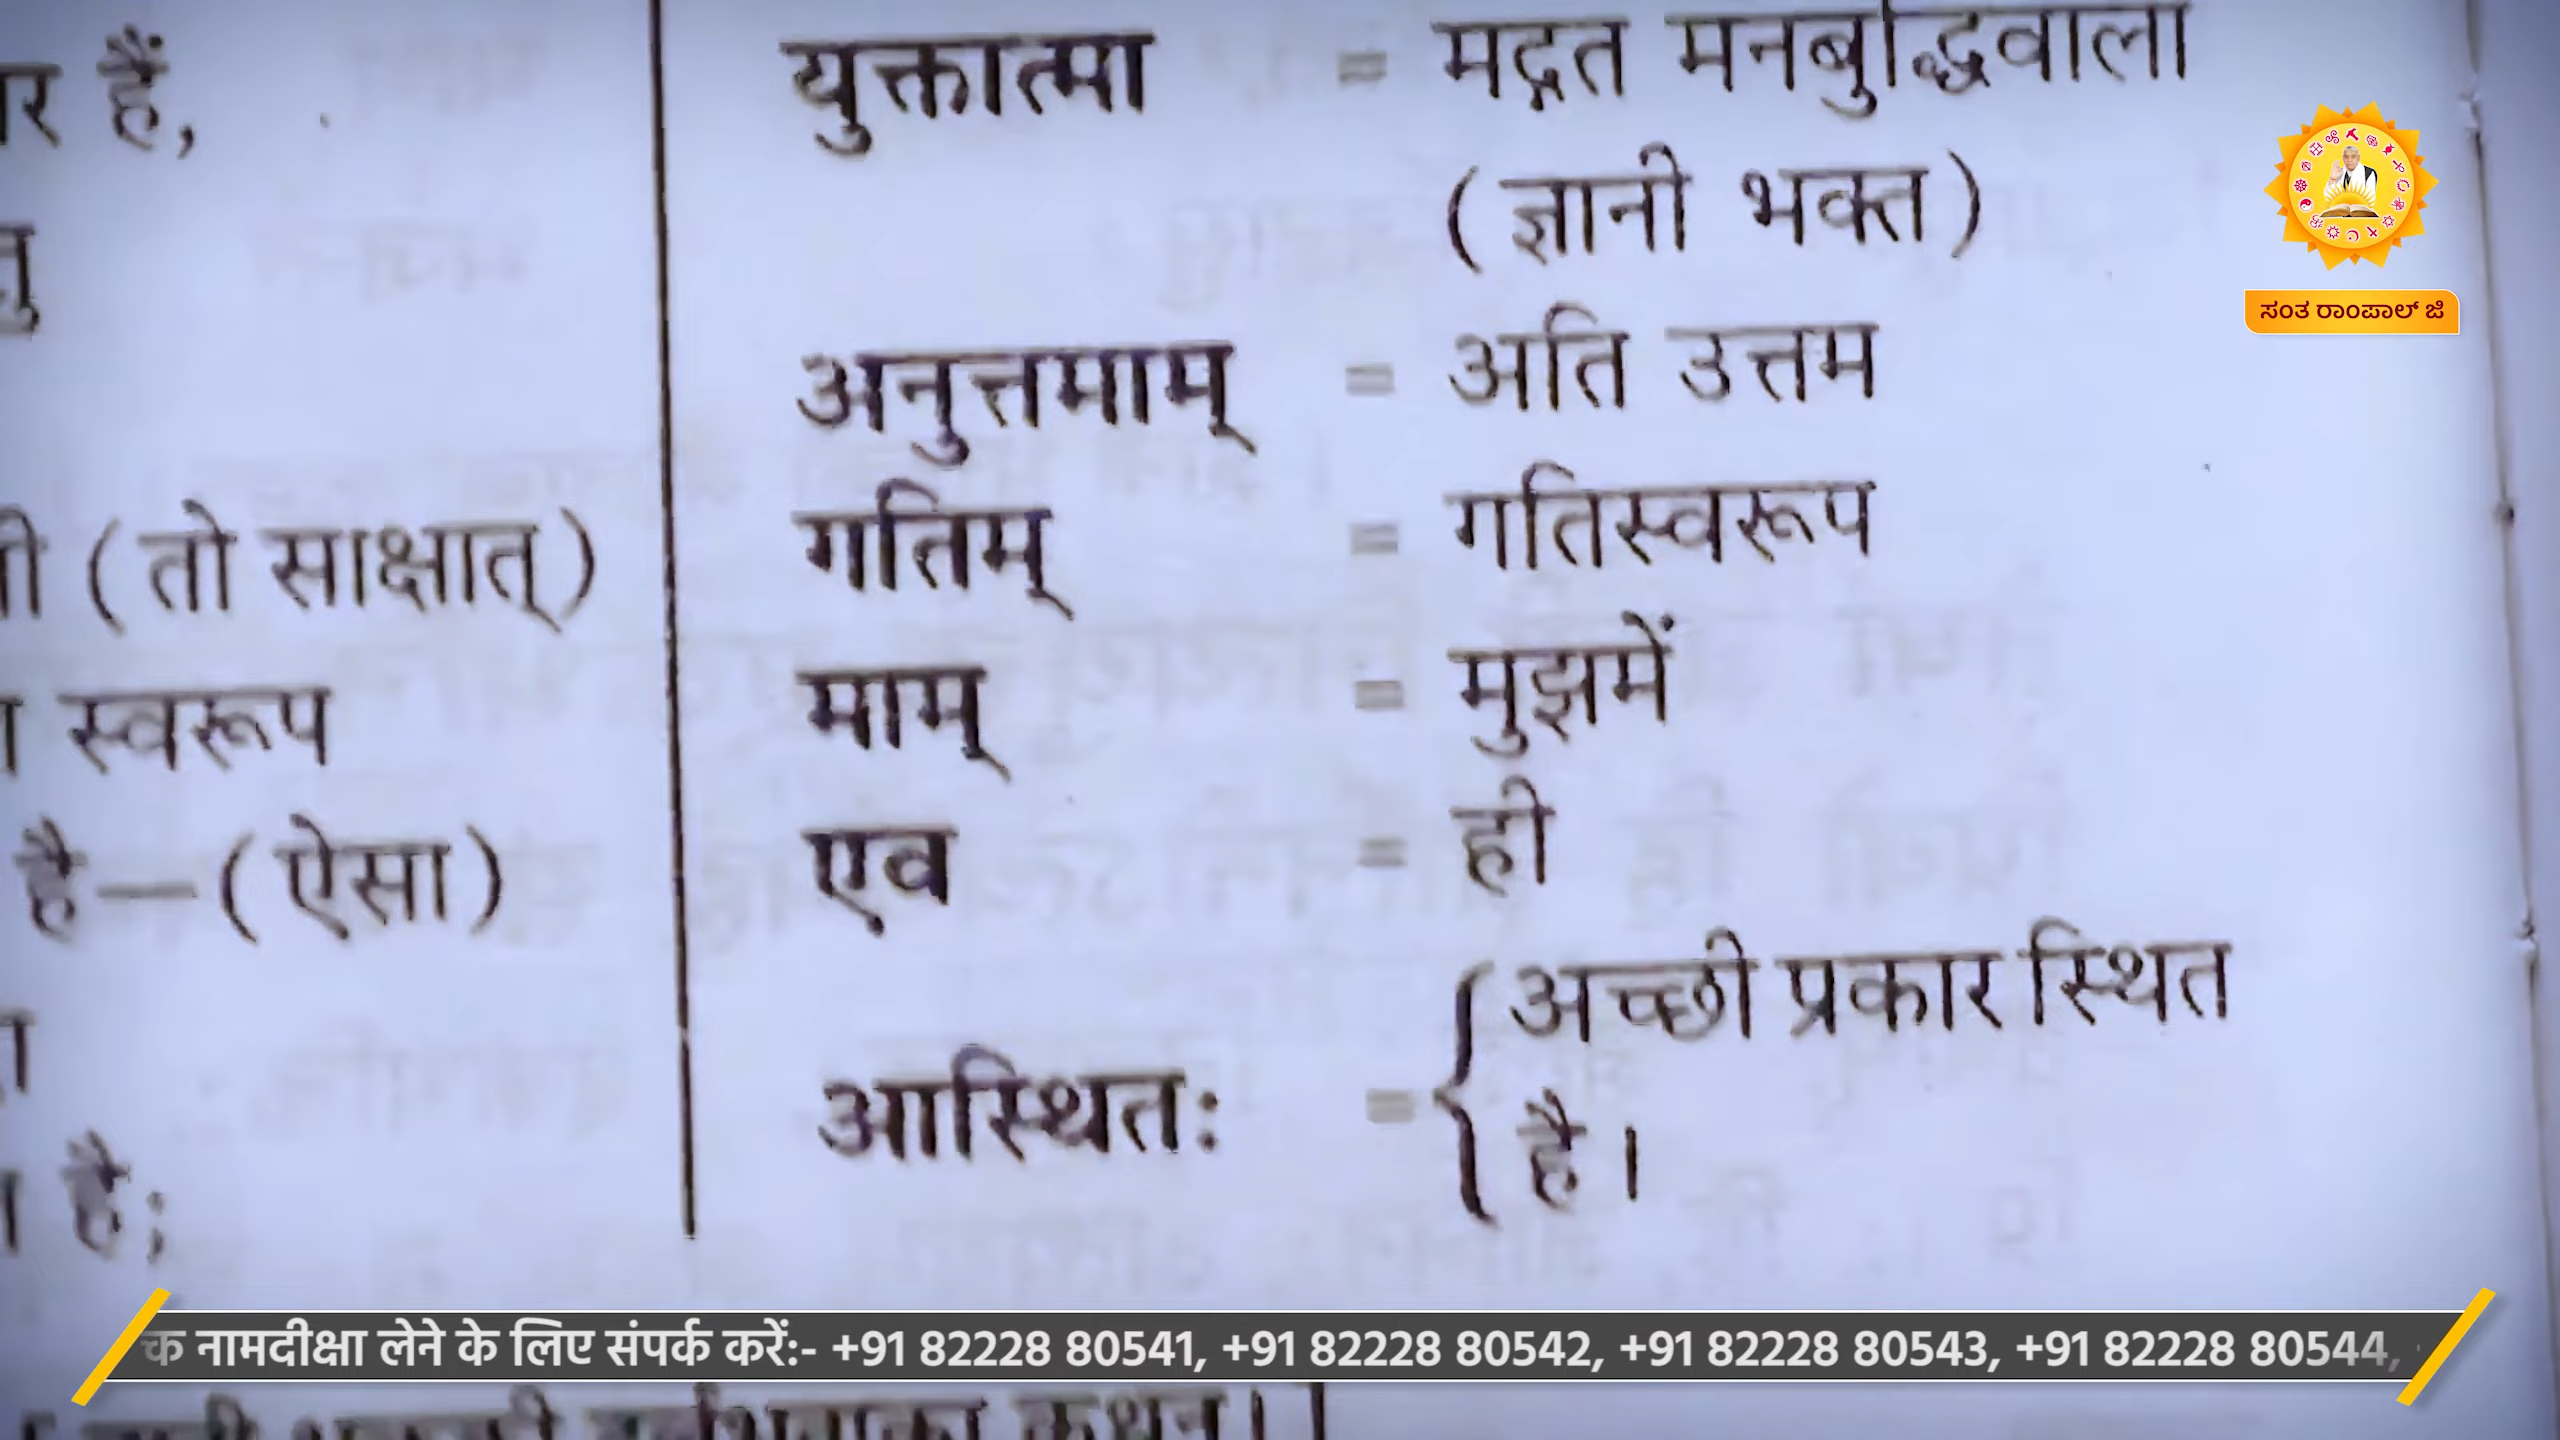 र हैं,
ी (तो साक्षात्)
स्वरूप
है—(ऐसा)
है;
युक्तात्मा = मद्गत मनबुद्धिवाला
(ज्ञानी भक्त)
अनुत्तमाम् = अति उत्तम
गतिम् = गतिस्वरूप
माम् = मुझमें
एव = ही
आस्थितः = अच्छी प्रकार स्थित
है।
ಸಂತ ರಾಂಪಾಲ್ ಜಿ
नामदीक्षा लेने के लिए संपर्क करें:- +91 82228 80541, +91 82228 80542, +91 82228 80543, +91 82228 80544,